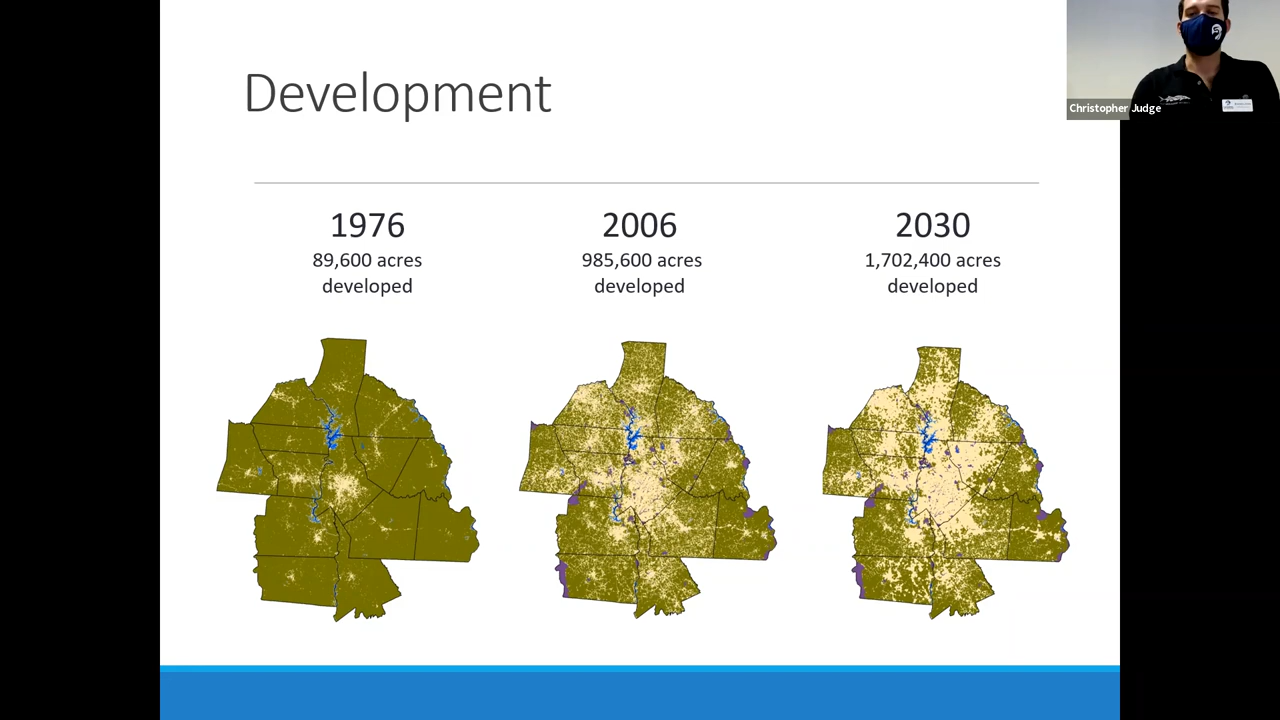 Development
Christopher Judge
1976
89,600 acres
developed
2006
985,600 acres
developed
2030
1,702,400 acres
developed